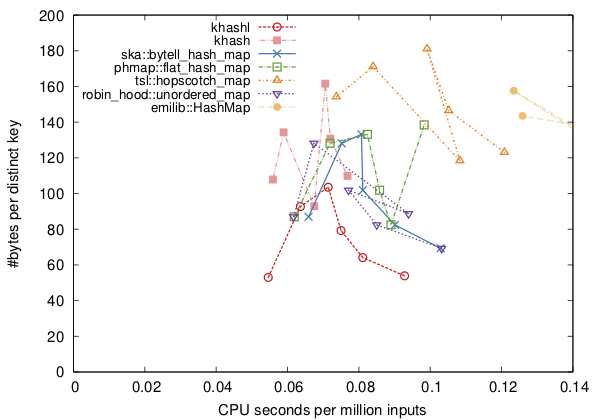 200
180
160
140
120
100
80
60
40
20
0
#bytes per distinct key
khashl
khash
ska::bytell_hash_map
phmap::flat_hash_map
tsl::hopscotch_map
robin_hood::unordered_map
emilib::HashMap
0 0.02 0.04 0.06 0.08 0.1 0.12 0.14
CPU seconds per million inputs